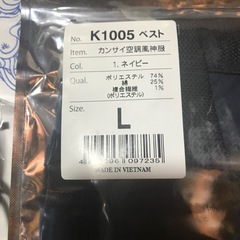 No. K1005 ベスト
Item. カンサイ空調風神服
Col. 1. ネイビー
Qual. ポリエステル 74%
綿 25%
複合繊維 1%
(ポリエステル)
Size. L
MADE IN VIETNAM